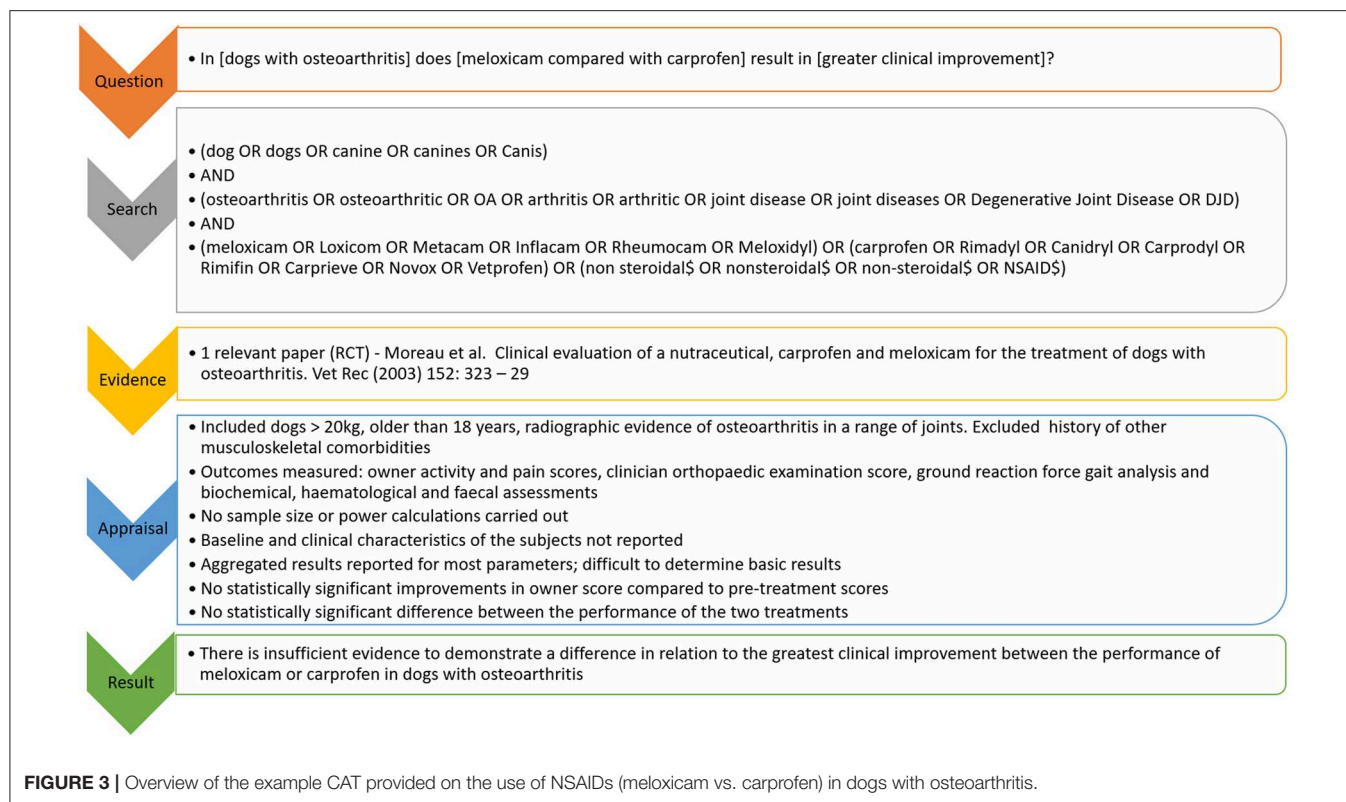 Question
• In [dogs with osteoarthritis] does [meloxicam compared with carprofen] result in [greater clinical improvement]?
Search
• (dog OR dogs OR canine OR canines OR Canis)
• AND
• (osteoarthritis OR osteoarthritic OR OA OR arthritis OR arthritic OR joint disease OR joint diseases OR Degenerative Joint Disease OR DJD)
• AND
• (meloxicam OR Loxicom OR Metacam OR Inflacam OR Rheumocam OR Meloxidyl) OR (carprofen OR Rimadyl OR Canidryl OR Carprodyl OR
Rimifin OR Carprieve OR Novox OR Vetprofen) OR (non steroidal$ OR nonsteroidal$ OR non-steroidal$ OR NSAID$)
Evidence
• 1 relevant paper (RCT) - Moreau et al.  Clinical evaluation of a nutraceutical, carprofen and meloxicam for the treatment of dogs with
osteoarthritis. Vet Rec (2003) 152: 323 – 29
Appraisal
• Included dogs > 20kg, older than 18 years, radiographic evidence of osteoarthritis in a range of joints. Excluded  history of other
musculoskeletal comorbidities
• Outcomes measured: owner activity and pain scores, clinician orthopaedic examination score, ground reaction force gait analysis and
biochemical, haematological and faecal assessments
• No sample size or power calculations carried out
• Baseline and clinical characteristics of the subjects not reported
• Aggregated results reported for most parameters; difficult to determine basic results
• No statistically significant improvements in owner score compared to pre-treatment scores
• No statistically significant difference between the performance of the two treatments
Result
• There is insufficient evidence to demonstrate a difference in relation to the greatest clinical improvement between the performance of
meloxicam or carprofen in dogs with osteoarthritis
FIGURE 3 | Overview of the example CAT provided on the use of NSAIDs (meloxicam vs. carprofen) in dogs with osteoarthritis.